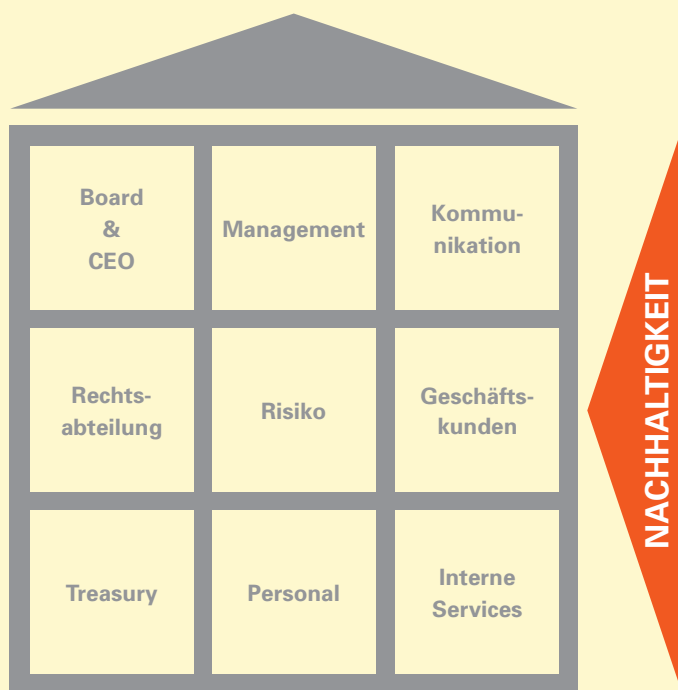 Board
&
CEO
Management
Kommu-
nikation
Rechts-
abteilung
Risiko
Geschäfts-
kunden
Treasury
Personal
Interne
Services
NACHHALTIGKEIT